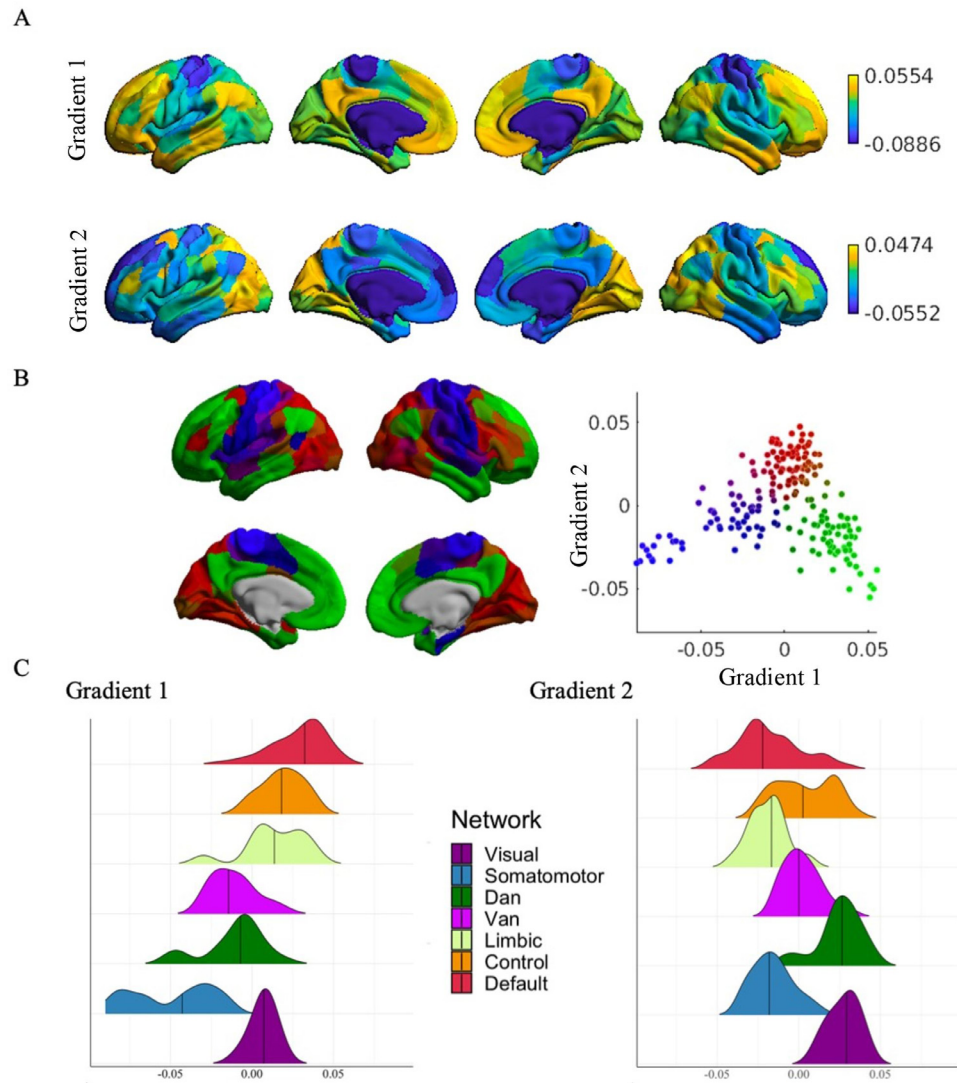 A
Gradient 1
0.0554
-0.0886
Gradient 2
0.0474
-0.0552
B
0.05
0
-0.05
Gradient 2
-0.05
0
0.05
Gradient 1
C
Gradient 1
Gradient 2
Network
Visual
Somatomotor
Dan
Van
Limbic
Control
Default
-0.05
0.00
0.05
-0.05
0.00
0.05